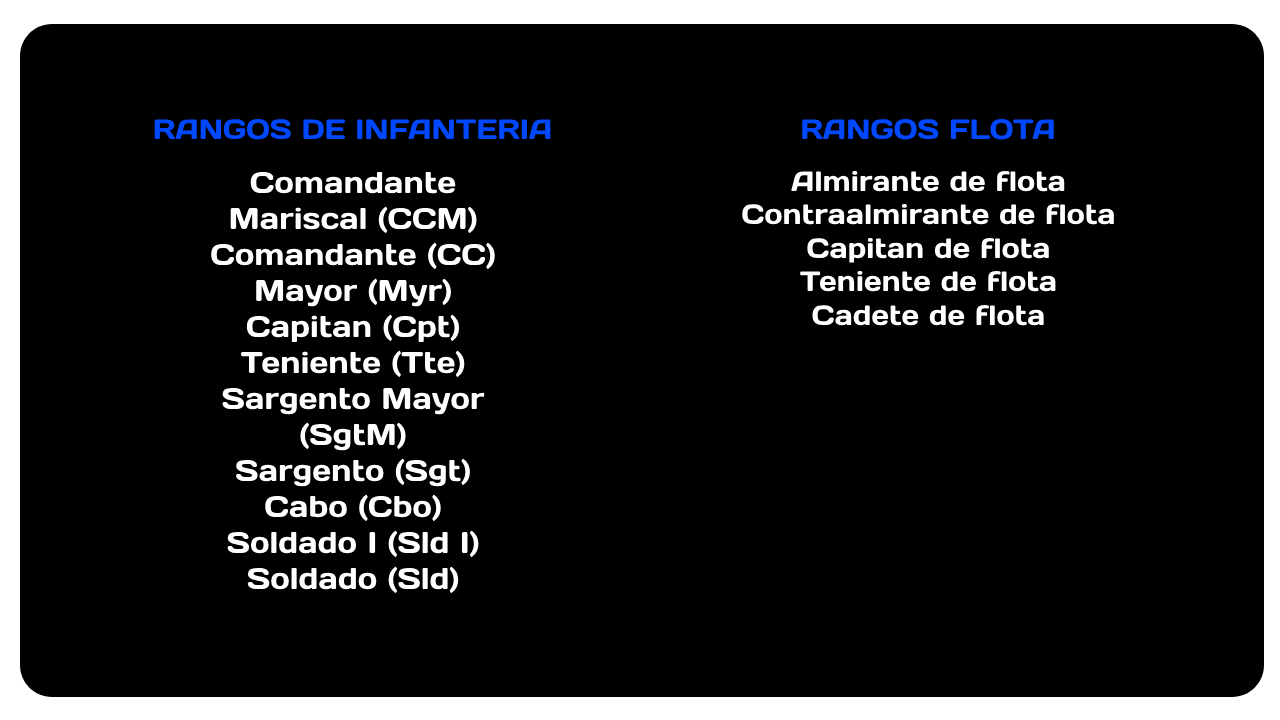 RANGOS DE INFANTERIA
Comandante
Mariscal (CCM)
Comandante (CC)
Mayor (Myr)
Capitan (Cpt)
Teniente (Tte)
Sargento Mayor
(SgtM)
Sargento (Sgt)
Cabo (Cbo)
Soldado I (Sld I)
Soldado (Sld)
RANGOS FLOTA
Almirante de flota
Contraalmirante de flota
Capitan de flota
Teniente de flota
Cadete de flota